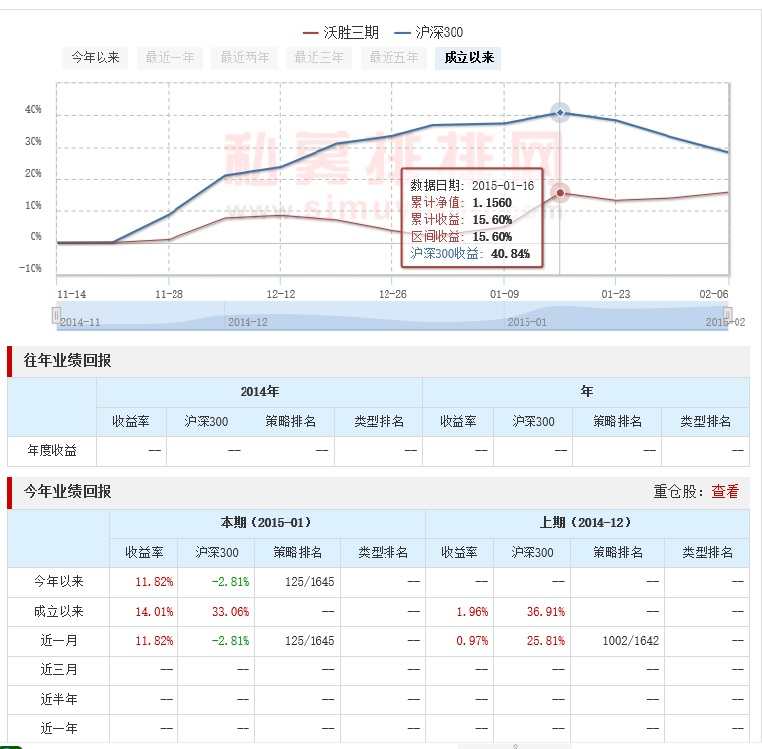 沃胜三期 沪深300
今年以来 最近一年 最近两年 最近三年 最近五年 成立以来
40%
30%
20%
10%
0%
-10%
私募排排网
数据日期: 2015-01-16
累计净值: 1.1560
累计收益: 15.60%
区间收益: 15.60%
沪深300收益: 40.84%
11-14 11-28 12-12 12-26 01-09 01-23 02-06
2014-11 2014-12 2015-01 2015-02
往年业绩回报
2014年 年
收益率 沪深300 策略排名 类型排名 收益率 沪深300 策略排名 类型排名
年度收益 -- -- -- -- -- -- -- --
今年业绩回报 重仓股: 查看
本期(2015-01) 上期(2014-12)
收益率 沪深300 策略排名 类型排名 收益率 沪深300 策略排名 类型排名
今年以来 11.82% -2.81% 125/1645 -- -- -- -- --
成立以来 14.01% 33.06% -- -- 1.96% 36.91% -- --
近一月 11.82% -2.81% 125/1645 -- 0.97% 25.81% 1002/1642 --
近三月 -- -- -- -- -- -- -- --
近半年 -- -- -- -- -- -- -- --
近一年 -- -- -- -- -- -- -- --